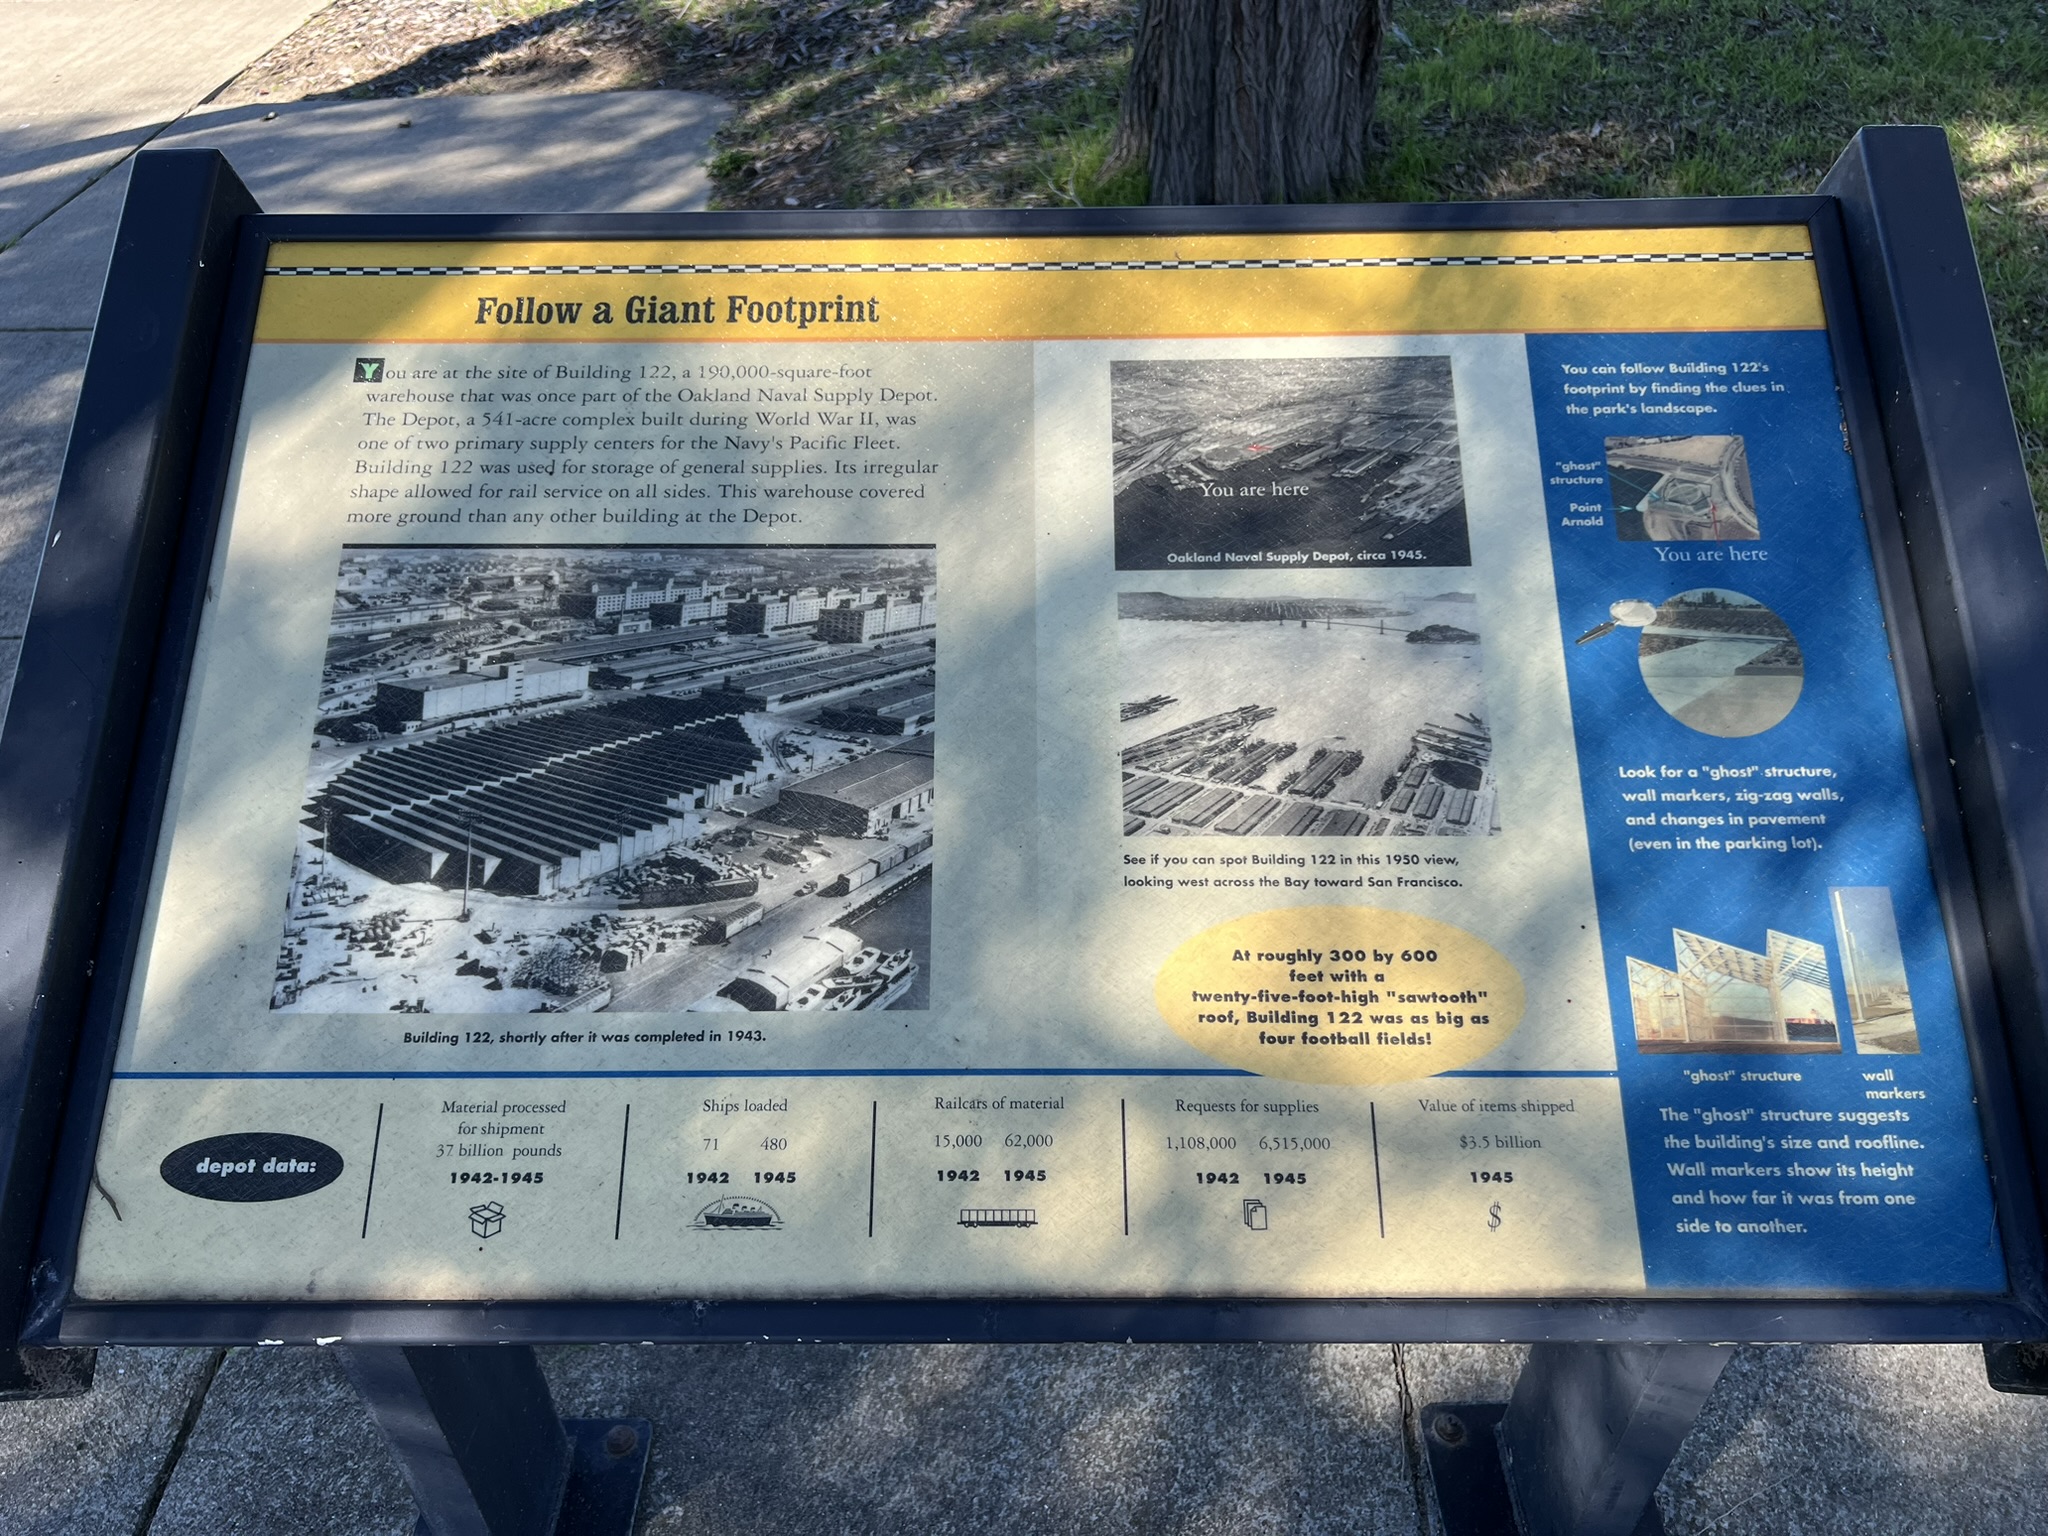 Follow a Giant Footprint
You are at the site of Building 122, a 190,000-square-foot
warehouse that was once part of the Oakland Naval Supply Depot.
The Depot, a 541-acre complex built during World War II, was
one of two primary supply centers for the Navy's Pacific Fleet.
Building 122 was used for storage of general supplies. Its irregular
shape allowed for rail service on all sides. This warehouse covered
more ground than any other building at the Depot.
Building 122, shortly after it was completed in 1943.
You are here
Oakland Naval Supply Depot, circa 1945.
See if you can spot Building 122 in this 1950 view,
looking west across the Bay toward San Francisco.
At roughly 300 by 600
feet with a
twenty-five-foot-high "sawtooth"
roof, Building 122 was as big as
four football fields!
You can follow Building 122's
footprint by finding the clues in
the park's landscape.
"ghost"
structure
Point
Arnold
You are here
Look for a "ghost" structure,
wall markers, zig-zag walls,
and changes in pavement
(even in the parking lot).
"ghost" structure
wall
markers
The "ghost" structure suggests
the building's size and roofline.
Wall markers show its height
and how far it was from one
side to another.
depot data:
Material processed
for shipment
37 billion pounds
1942-1945
Ships loaded
71 480
1942 1945
Railcars of material
15,000 62,000
1942 1945
Requests for supplies
1,108,000 6,515,000
1942 1945
Value of items shipped
$3.5 billion
1945
$